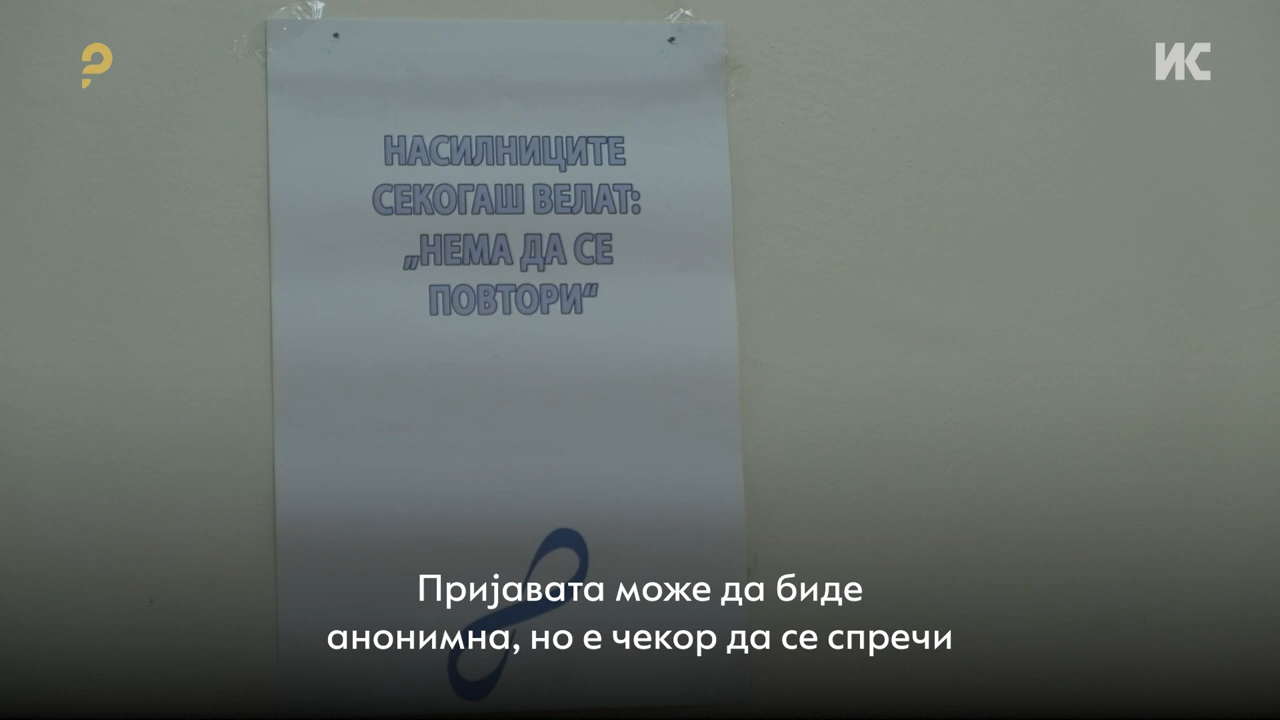 ИС
НАСИЛНИЦИТЕ
СЕКОГАШ ВЕЛАТ:
„НЕМА ДА СЕ
ПОВТОРИ“
Пријавата може да биде
анонимна, но е чекор да се спречи